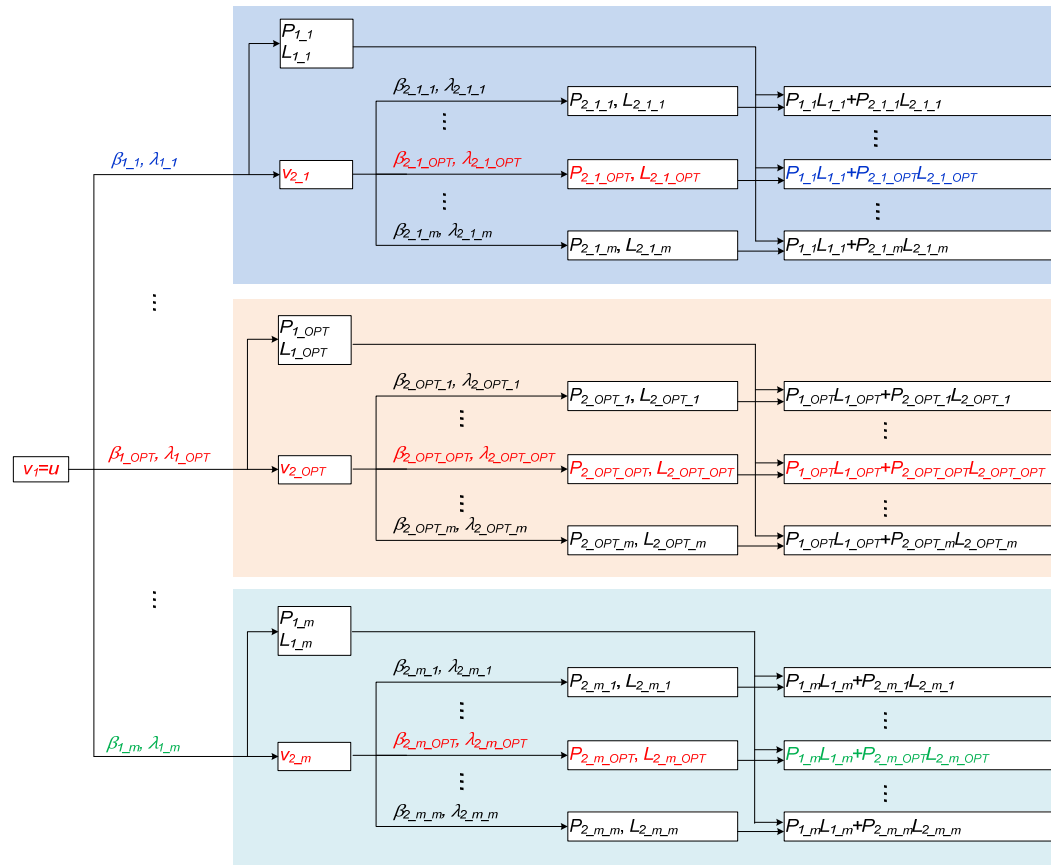 P1_1
L1_1
β2_1_1, λ2_1_1
P2_1_1, L2_1_1
P1_1L1_1+P2_1_1L2_1_1
...
...
β1_1, λ1_1
v2_1
β2_1_OPT, λ2_1_OPT
P2_1_OPT, L2_1_OPT
P1_1L1_1+P2_1_OPTL2_1_OPT
...
...
β2_1_m, λ2_1_m
P2_1_m, L2_1_m
P1_1L1_1+P2_1_mL2_1_m
...
P1_OPT
L1_OPT
β2_OPT_1, λ2_OPT_1
P2_OPT_1, L2_OPT_1
P1_OPTL1_OPT+P2_OPT_1L2_OPT_1
...
...
v1=u
β1_OPT, λ1_OPT
v2_OPT
β2_OPT_OPT, λ2_OPT_OPT
P2_OPT_OPT, L2_OPT_OPT
P1_OPTL1_OPT+P2_OPT_OPTL2_OPT_OPT
...
...
β2_OPT_m, λ2_OPT_m
P2_OPT_m, L2_OPT_m
P1_OPTL1_OPT+P2_OPT_mL2_OPT_m
...
P1_m
L1_m
β2_m_1, λ2_m_1
P2_m_1, L2_m_1
P1_mL1_m+P2_m_1L2_m_1
...
...
β1_m, λ1_m
v2_m
β2_m_OPT, λ2_m_OPT
P2_m_OPT, L2_m_OPT
P1_mL1_m+P2_m_OPTL2_m_OPT
...
...
β2_m_m, λ2_m_m
P2_m_m, L2_m_m
P1_mL1_m+P2_m_mL2_m_m